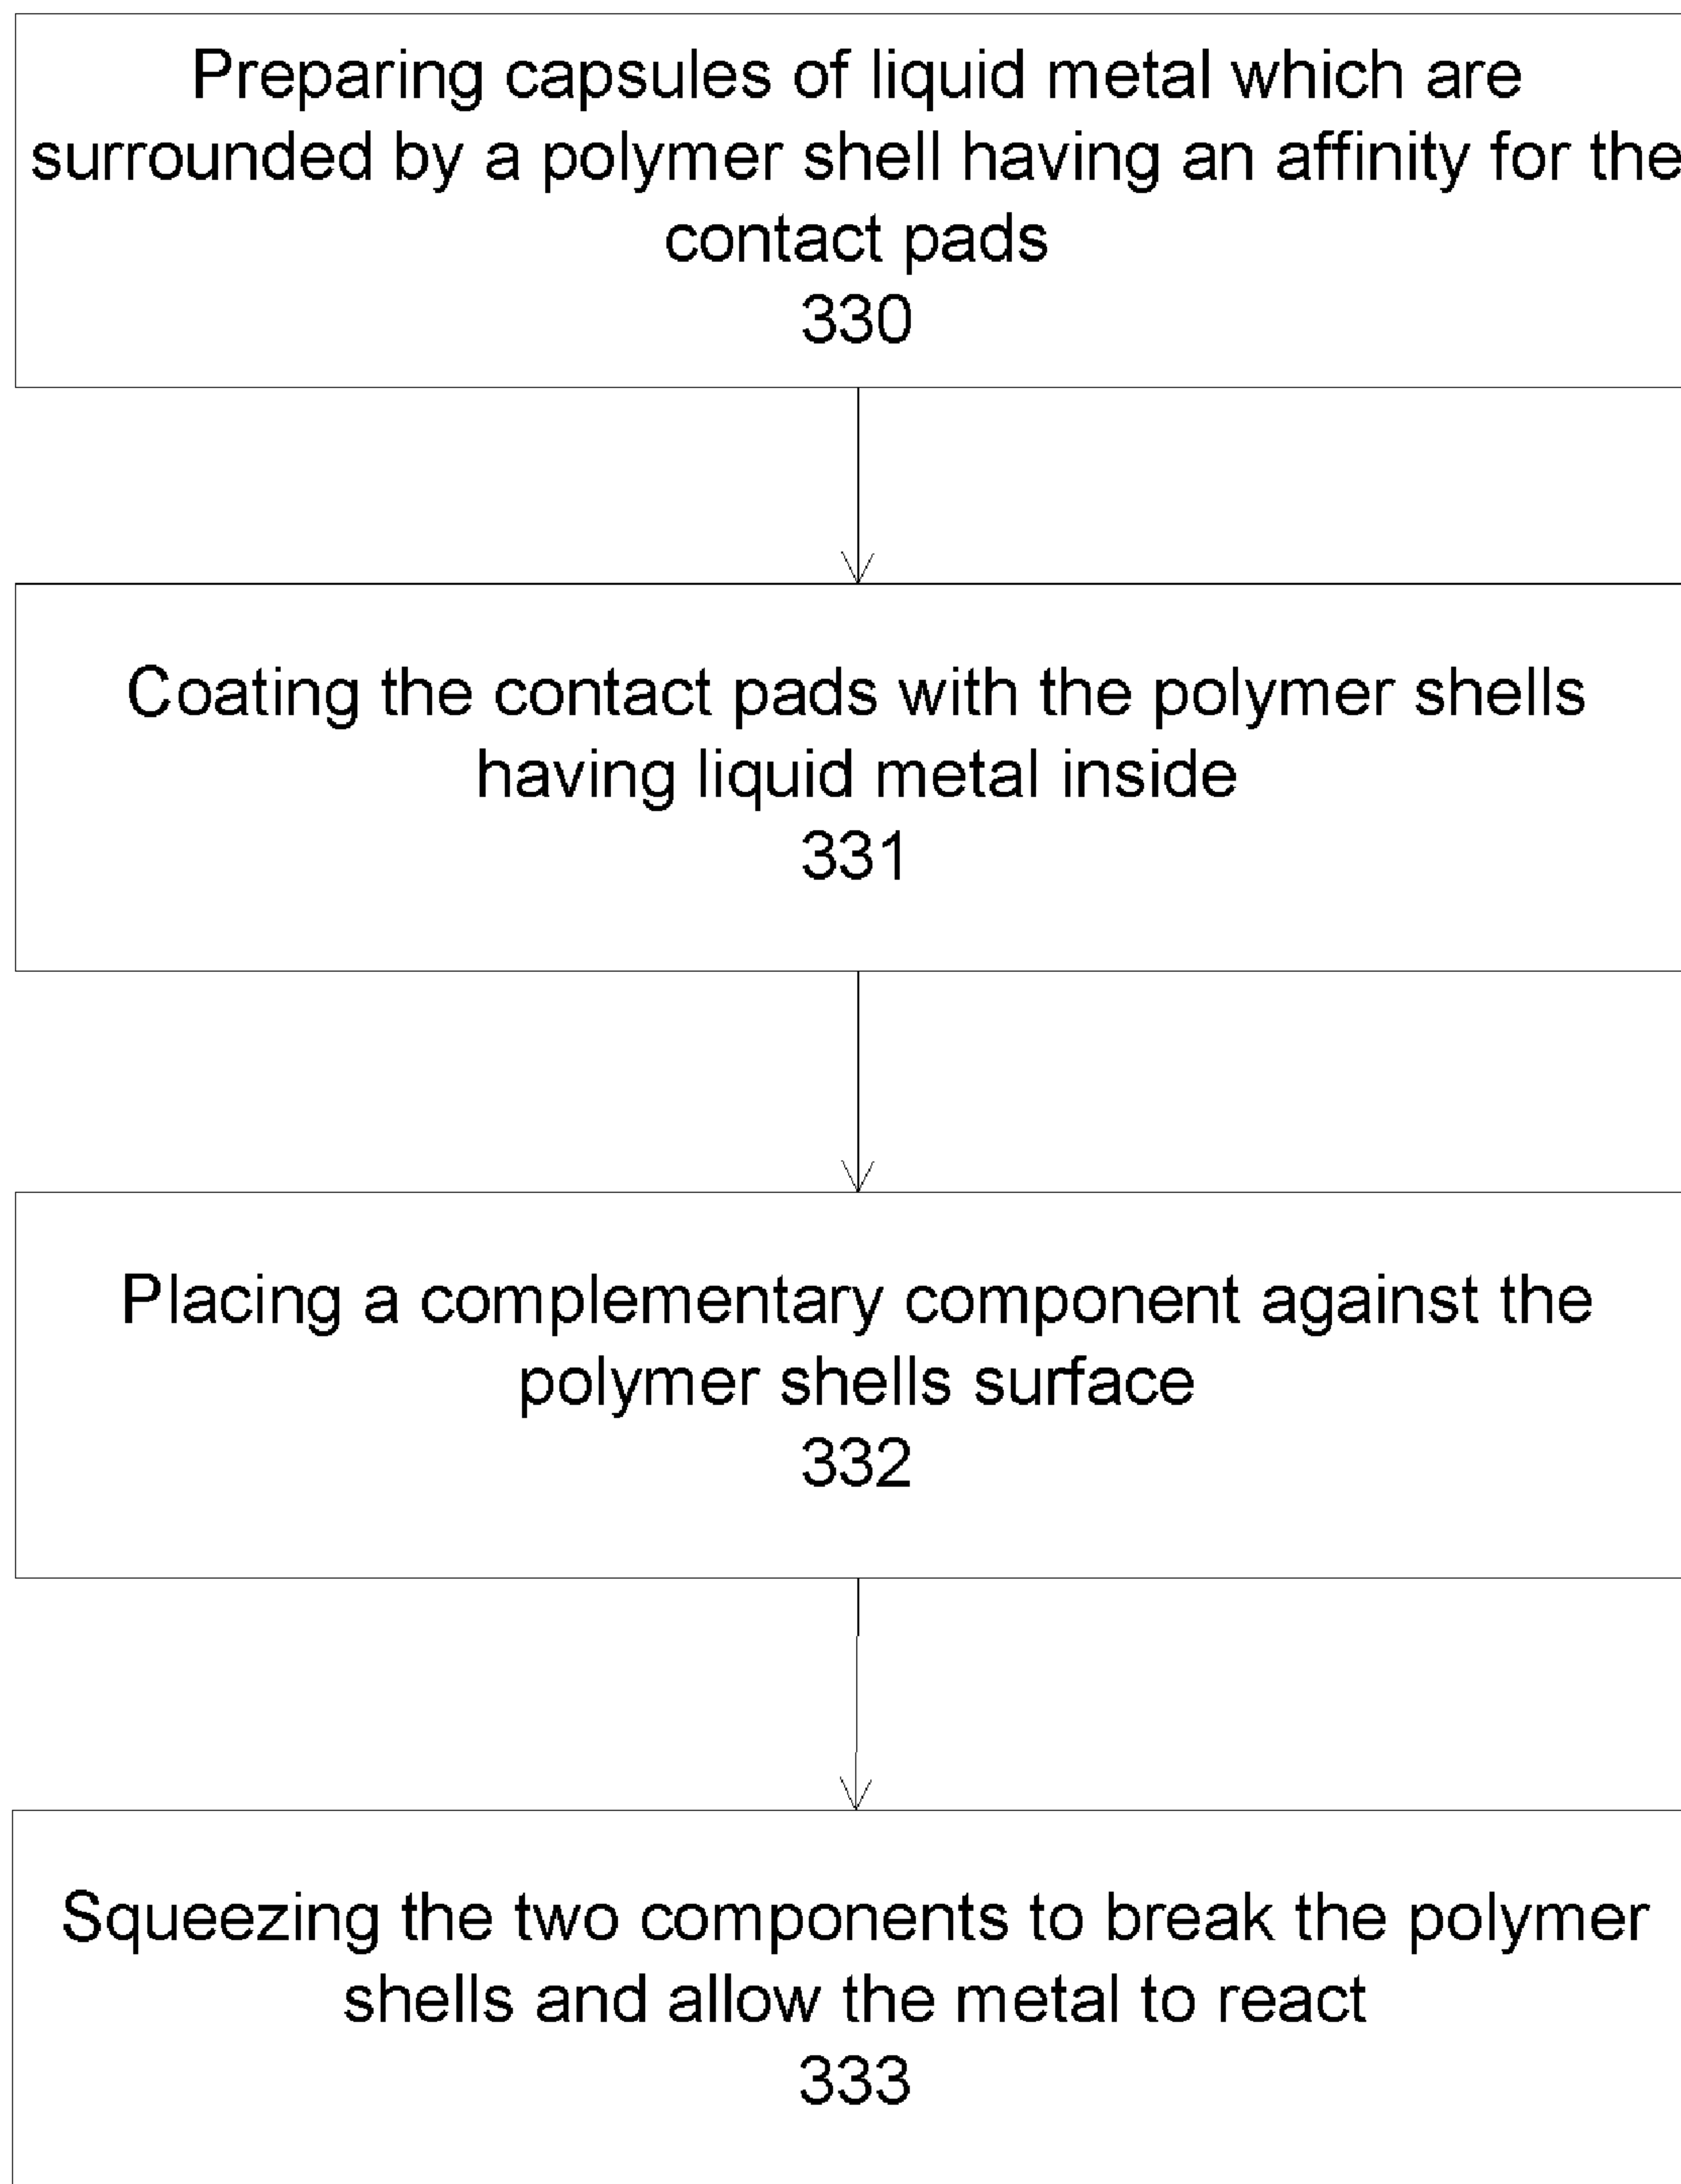 Preparing capsules of liquid metal which are
surrounded by a polymer shell having an affinity for the
contact pads
330
Coating the contact pads with the polymer shells
having liquid metal inside
331
Placing a complementary component against the
polymer shells surface
332
Squeezing the two components to break the polymer
shells and allow the metal to react
333